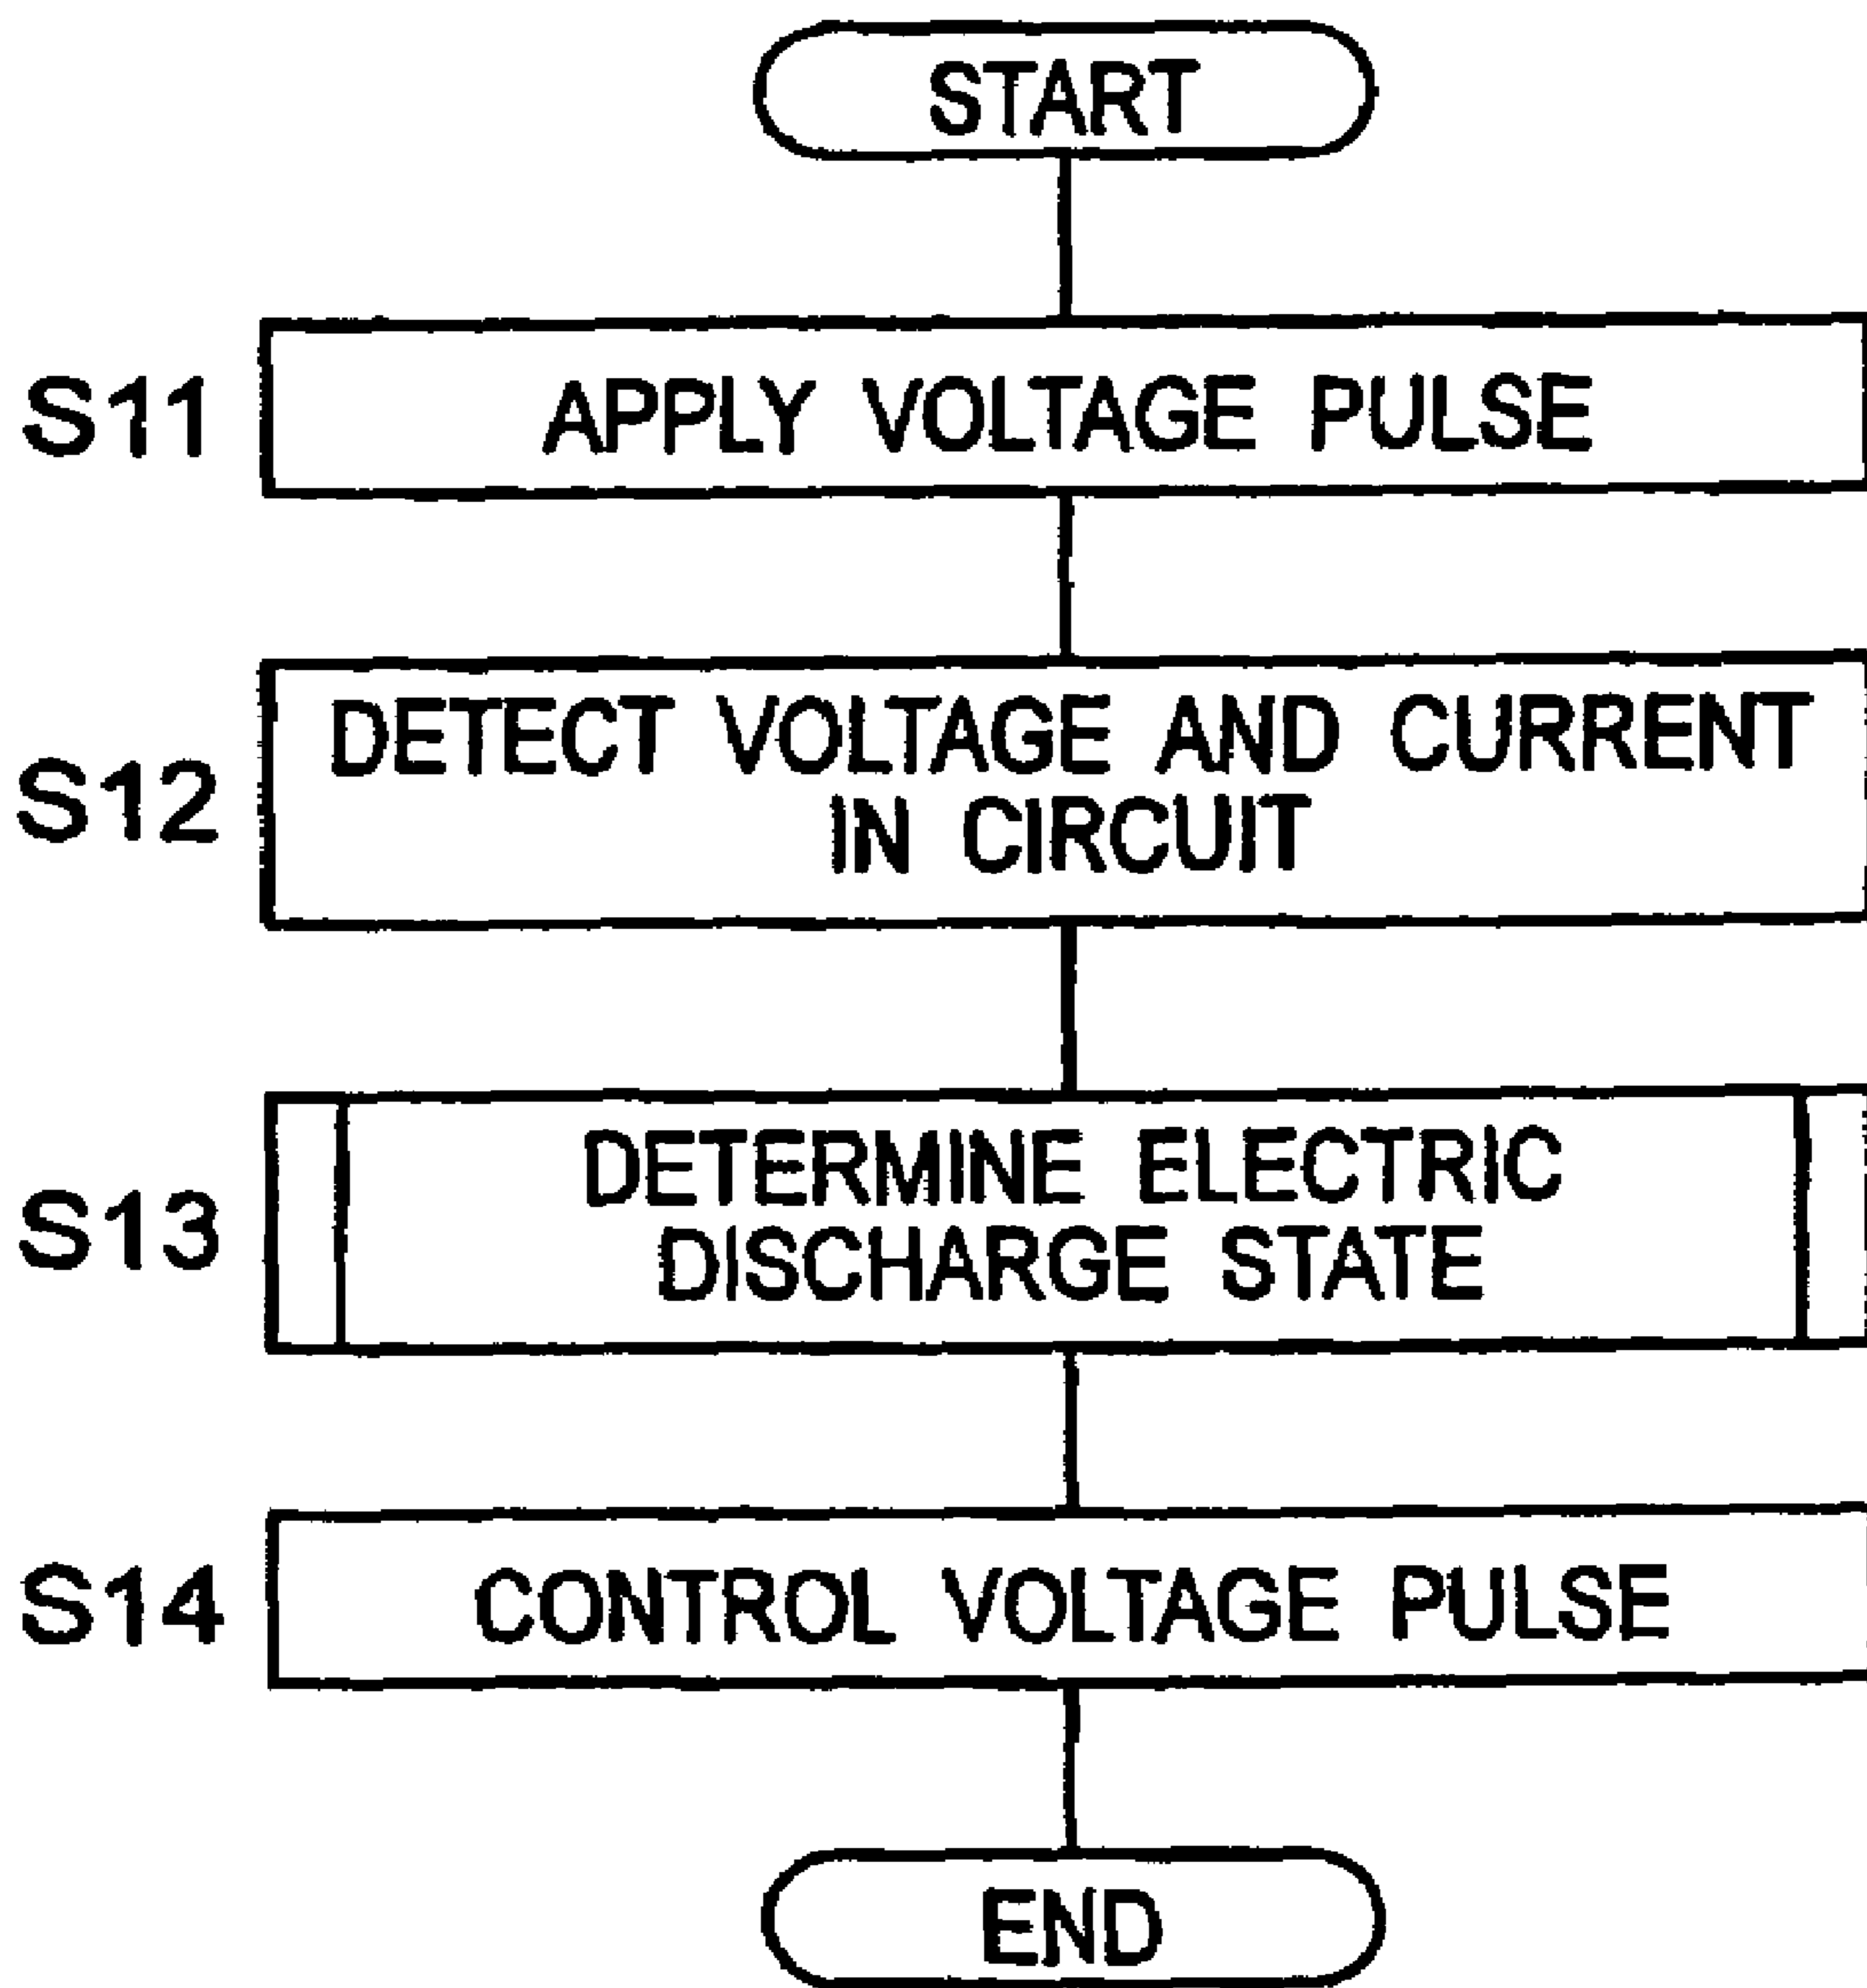 START
S11
APPLY VOLTAGE PULSE
S12
DETECT VOLTAGE AND CURRENT
IN CIRCUIT
S13
DETERMINE ELECTRIC
DISCHARGE STATE
S14
CONTROL VOLTAGE PULSE
END